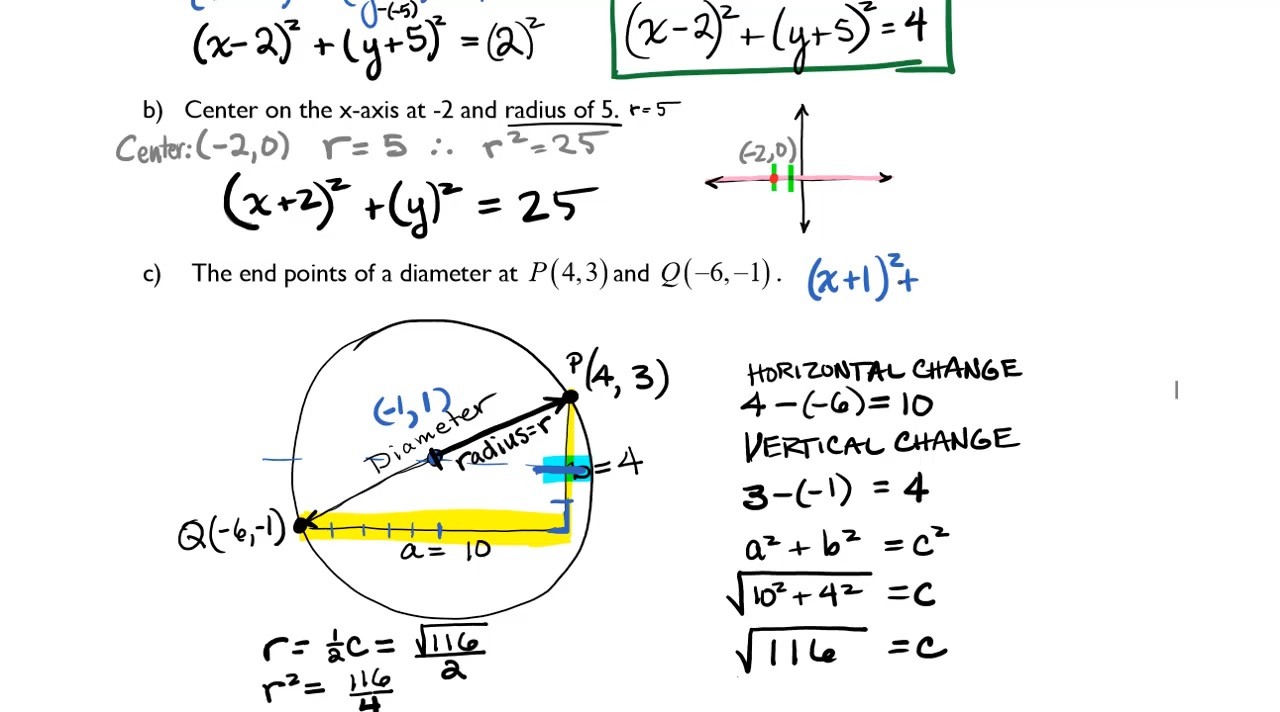 y-(-5)
(x-2)² + (y+5)² = (2)²
(x-2)² + (y+5)² = 4
b) Center on the x-axis at -2 and radius of 5. r=5
Center: (-2,0) r = 5 ∴ r² = 25
(-2,0)
(x+2)² + (y)² = 25
c) The end points of a diameter at P(4,3) and Q(−6,−1). (x+1)² +
P(4, 3)
(-1, 1)
Diameter
radius=r
b = 4
Q(-6,-1)
a = 10
HORIZONTAL CHANGE
4 - (-6) = 10
VERTICAL CHANGE
3 - (-1) = 4
a² + b² = c²
√10² + 4² = c
√116 = c
r = ½c = √116/2
r² = 116/4